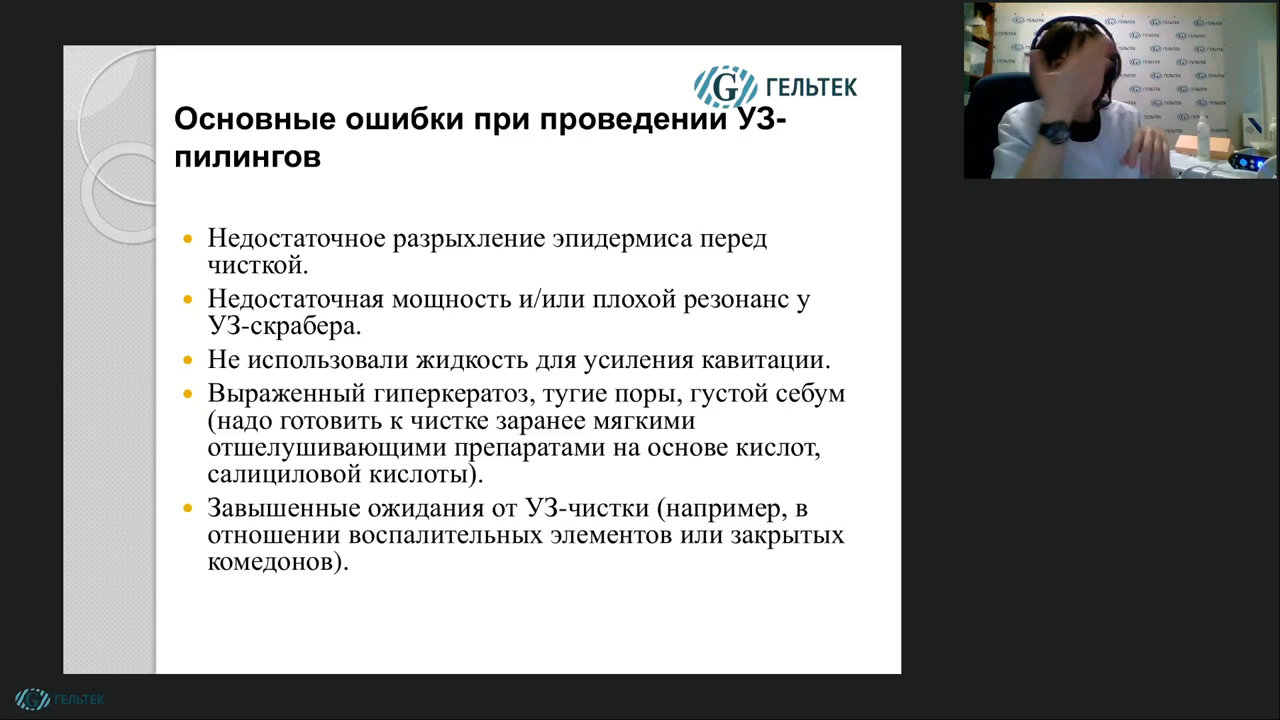 ГЕЛЬТЕК
Основные ошибки при проведении УЗ-
пилингов
Недостаточное разрыхление эпидермиса перед
чисткой.
Недостаточная мощность и/или плохой резонанс у
УЗ-скрабера.
Не использовали жидкость для усиления кавитации.
Выраженный гиперкератоз, тугие поры, густой себум
(надо готовить к чистке заранее мягкими
отшелушивающими препаратами на основе кислот,
салициловой кислоты).
Завышенные ожидания от УЗ-чистки (например, в
отношении воспалительных элементов или закрытых
комедонов).
ГЕЛЬТЕК